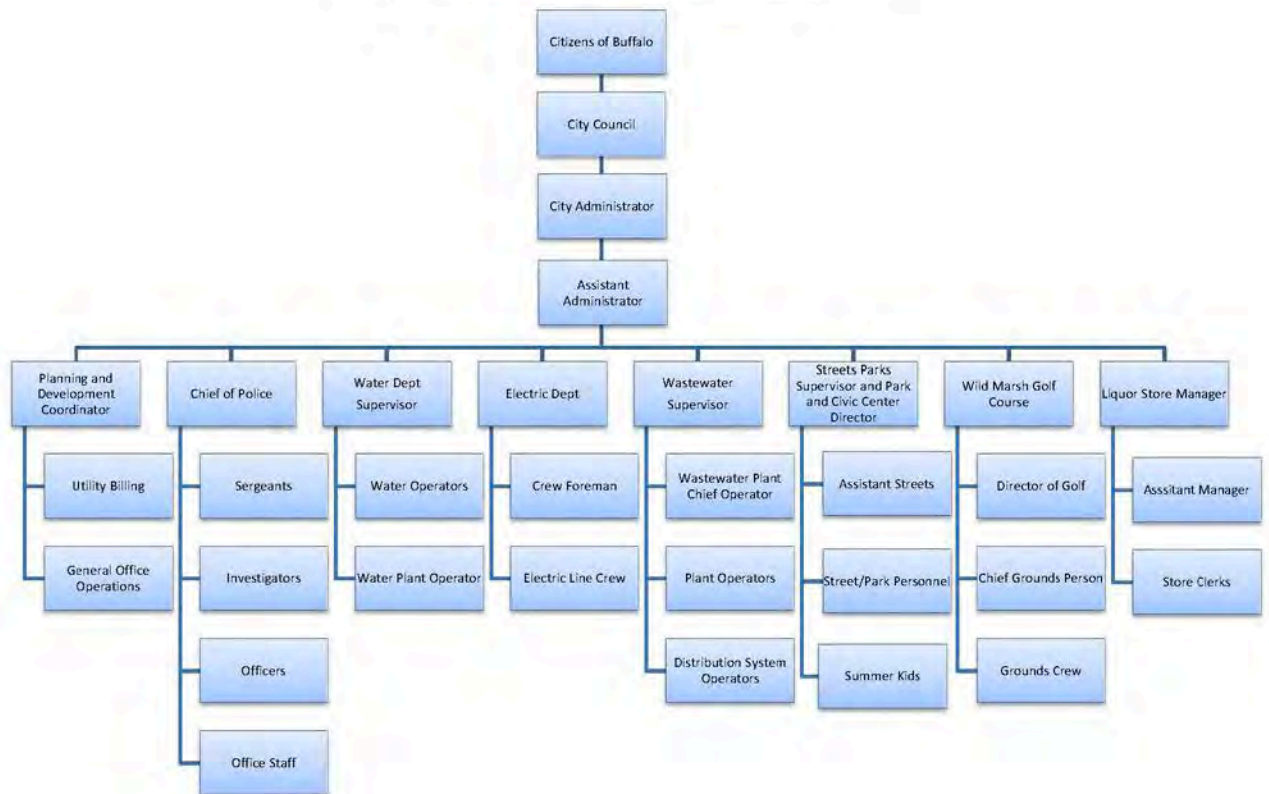 Citizens of Buffalo
City Council
City Administrator
Assistant
Administrator
Planning and
Development
Coordinator
Chief of Police
Water Dept
Supervisor
Electric Dept
Wastewater
Supervisor
Streets Parks
Supervisor and Park
and Civic Center
Director
Wild Marsh Golf
Course
Liquor Store Manager
Utility Billing
Sergeants
Water Operators
Crew Foreman
Wastewater Plant
Chief Operator
Assistant Streets
Director of Golf
Asssitant Manager
General Office
Operations
Investigators
Water Plant Operator
Electric Line Crew
Plant Operators
Street/Park Personnel
Chief Grounds Person
Store Clerks
Officers
Distribution System
Operators
Summer Kids
Grounds Crew
Office Staff